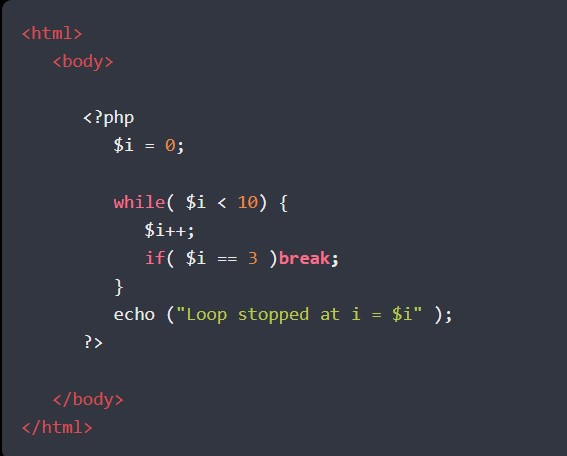 <html>
<body>
<?php
$i = 0;
while( $i < 10) {
$i++;
if( $i == 3 )break;
}
echo ("Loop stopped at i = $i" );
?>
</body>
</html>